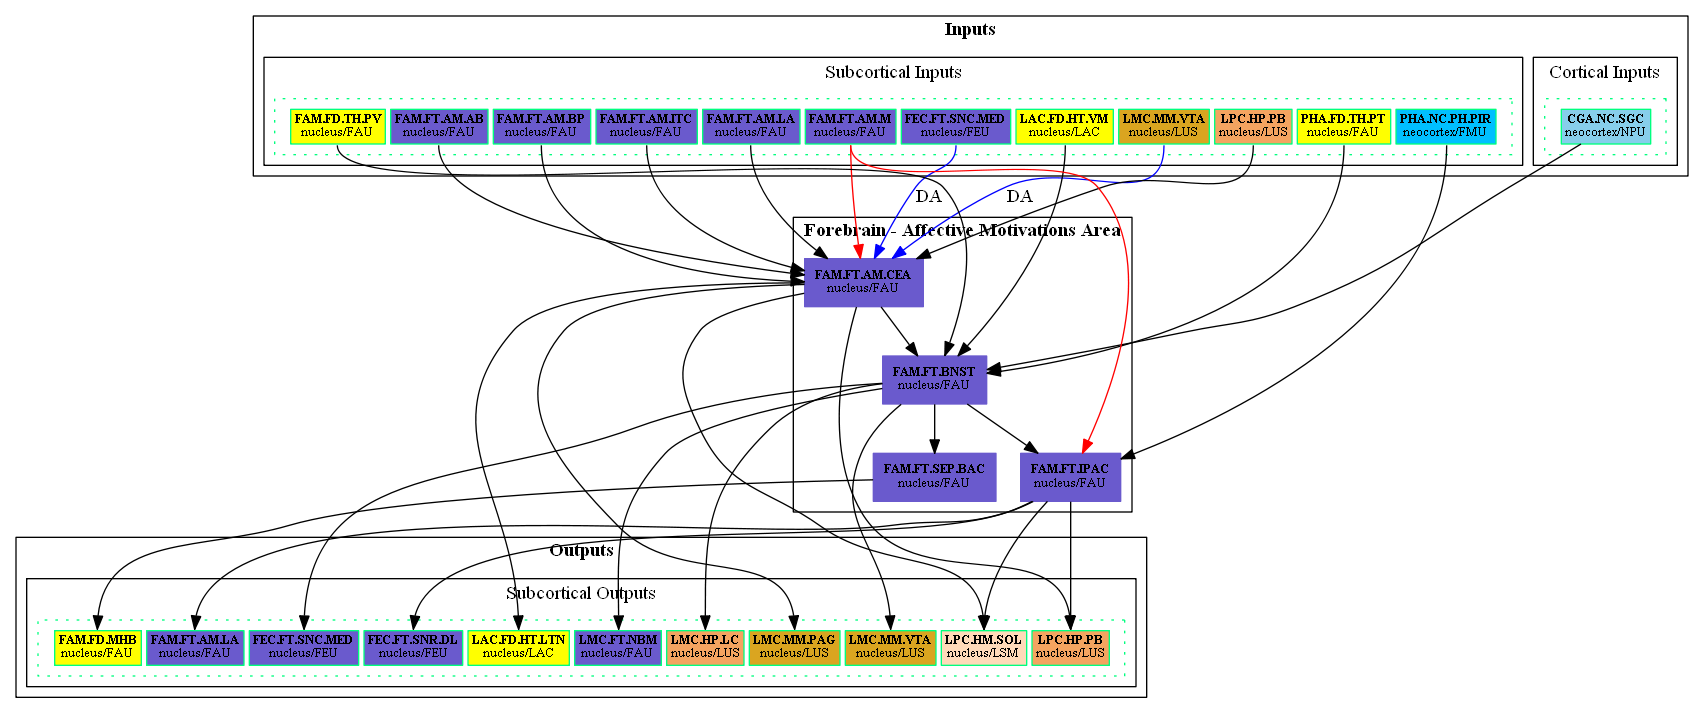 Inputs
Subcortical Inputs
Cortical Inputs
FAM.FD.TH.PV
nucleus/FAU
FAM.FT.AM.AB
nucleus/FAU
FAM.FT.AM.BP
nucleus/FAU
FAM.FT.AM.ITC
nucleus/FAU
FAM.FT.AM.LA
nucleus/FAU
FAM.FT.AM.M
nucleus/FAU
FEC.FT.SNC.MED
nucleus/FEU
LAC.FD.HT.VM
nucleus/LAC
LMC.MM.VTA
nucleus/LUS
LPC.HP.PB
nucleus/LUS
PHA.FD.TH.PT
nucleus/FAU
PHA.NC.PH.PIR
neocortex/FMU
CGA.NC.SGC
neocortex/NPU
DA
DA
Forebrain - Affective Motivations Area
FAM.FT.AM.CEA
nucleus/FAU
FAM.FT.BNST
nucleus/FAU
FAM.FT.SEP.BAC
nucleus/FAU
FAM.FT.IPAC
nucleus/FAU
Outputs
Subcortical Outputs
FAM.FD.MHB
nucleus/FAU
FAM.FT.AM.LA
nucleus/FAU
FEC.FT.SNC.MED
nucleus/FEU
FEC.FT.SNR.DL
nucleus/FEU
LAC.FD.HT.LTN
nucleus/LAC
LMC.FT.NBM
nucleus/FAU
LMC.HP.LC
nucleus/LUS
LMC.MM.PAG
nucleus/LUS
LMC.MM.VTA
nucleus/LUS
LPC.HM.SOL
nucleus/LSM
LPC.HP.PB
nucleus/LUS